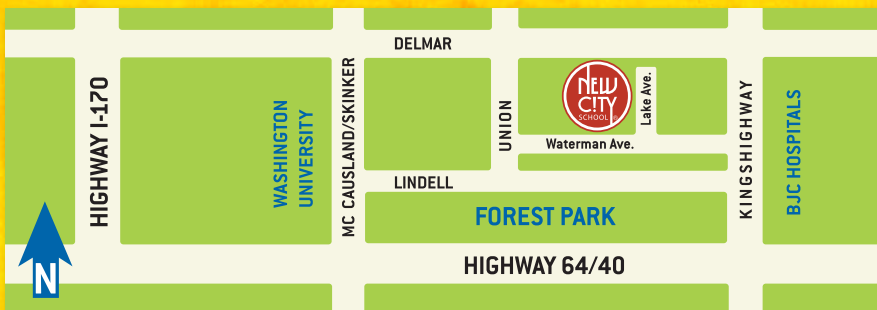 DELMAR
HIGHWAY I-170
WASHINGTON
UNIVERSITY
MC CAUSLAND/SKINKER
UNION
NEW
C!TY
SCHOOL
Lake Ave.
Waterman Ave.
KINGSHIGHWAY
BJC HOSPITALS
LINDELL
FOREST PARK
HIGHWAY 64/40
N